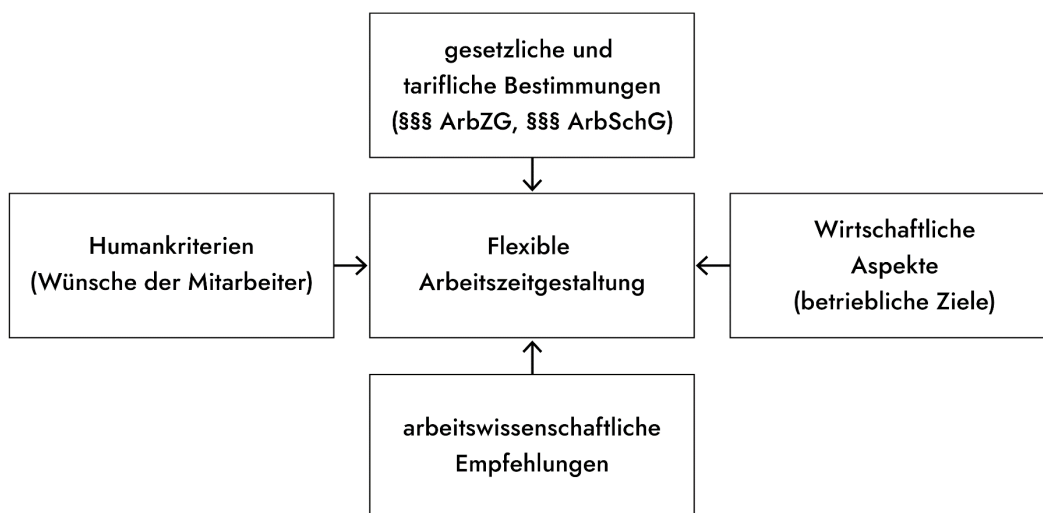 gesetzliche und
tarifliche Bestimmungen
(§§§ ArbZG, §§§ ArbSchG)
Humankriterien
(Wünsche der Mitarbeiter)
Flexible
Arbeitszeitgestaltung
Wirtschaftliche
Aspekte
(betriebliche Ziele)
arbeitswissenschaftliche
Empfehlungen